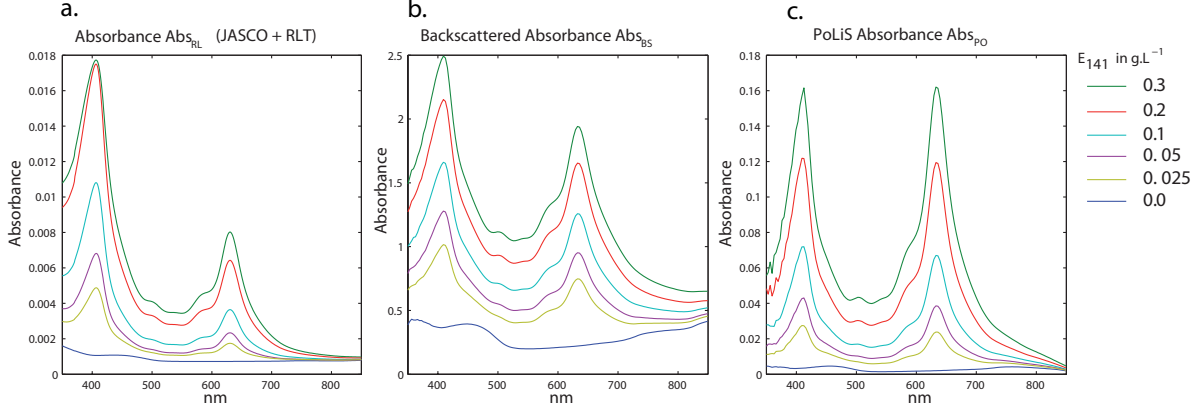 a.
Absorbance Abs_RL (JASCO + RLT)
0.018
0.016
0.014
0.012
0.01
0.008
0.006
0.004
0.002
0
Absorbance
400 500 600 700 800
nm
b.
Backscattered Absorbance Abs_BS
2.5
2
1.5
1
0.5
0
Absorbance
400 500 600 700 800
nm
c.
PoLiS Absorbance Abs_PO
0.18
0.16
0.14
0.12
0.1
0.08
0.06
0.04
0.02
0
Absorbance
400 500 600 700 800
nm
E_141 in g.L⁻¹
0.3
0.2
0.1
0. 05
0. 025
0.0